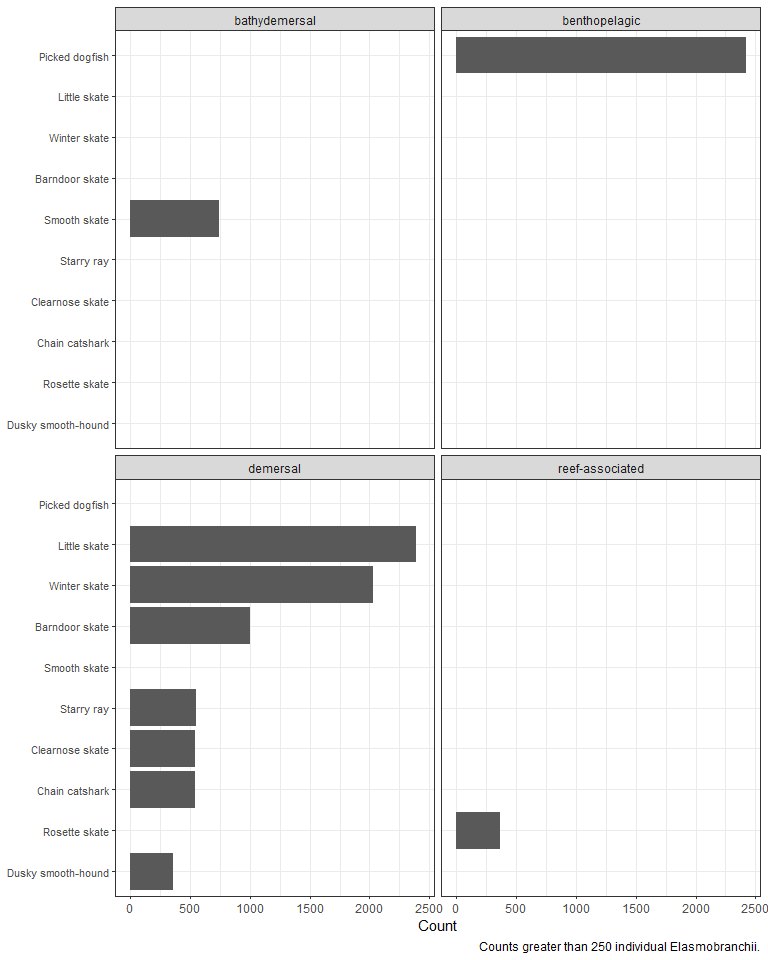 bathydermersal
benthopelagic
Picked dogfish
Little skate
Winter skate
Barndoor skate
Smooth skate
Starry ray
Clearnose skate
Chain catshark
Rosette skate
Dusky smooth-hound
demersal
reef-associated
Picked dogfish
Little skate
Winter skate
Barndoor skate
Smooth skate
Starry ray
Clearnose skate
Chain catshark
Rosette skate
Dusky smooth-hound
0 500 1000 1500 2000 2500 0 500 1000 1500 2000 2500
Count
Counts greater than 250 individual Elasmobranchii.